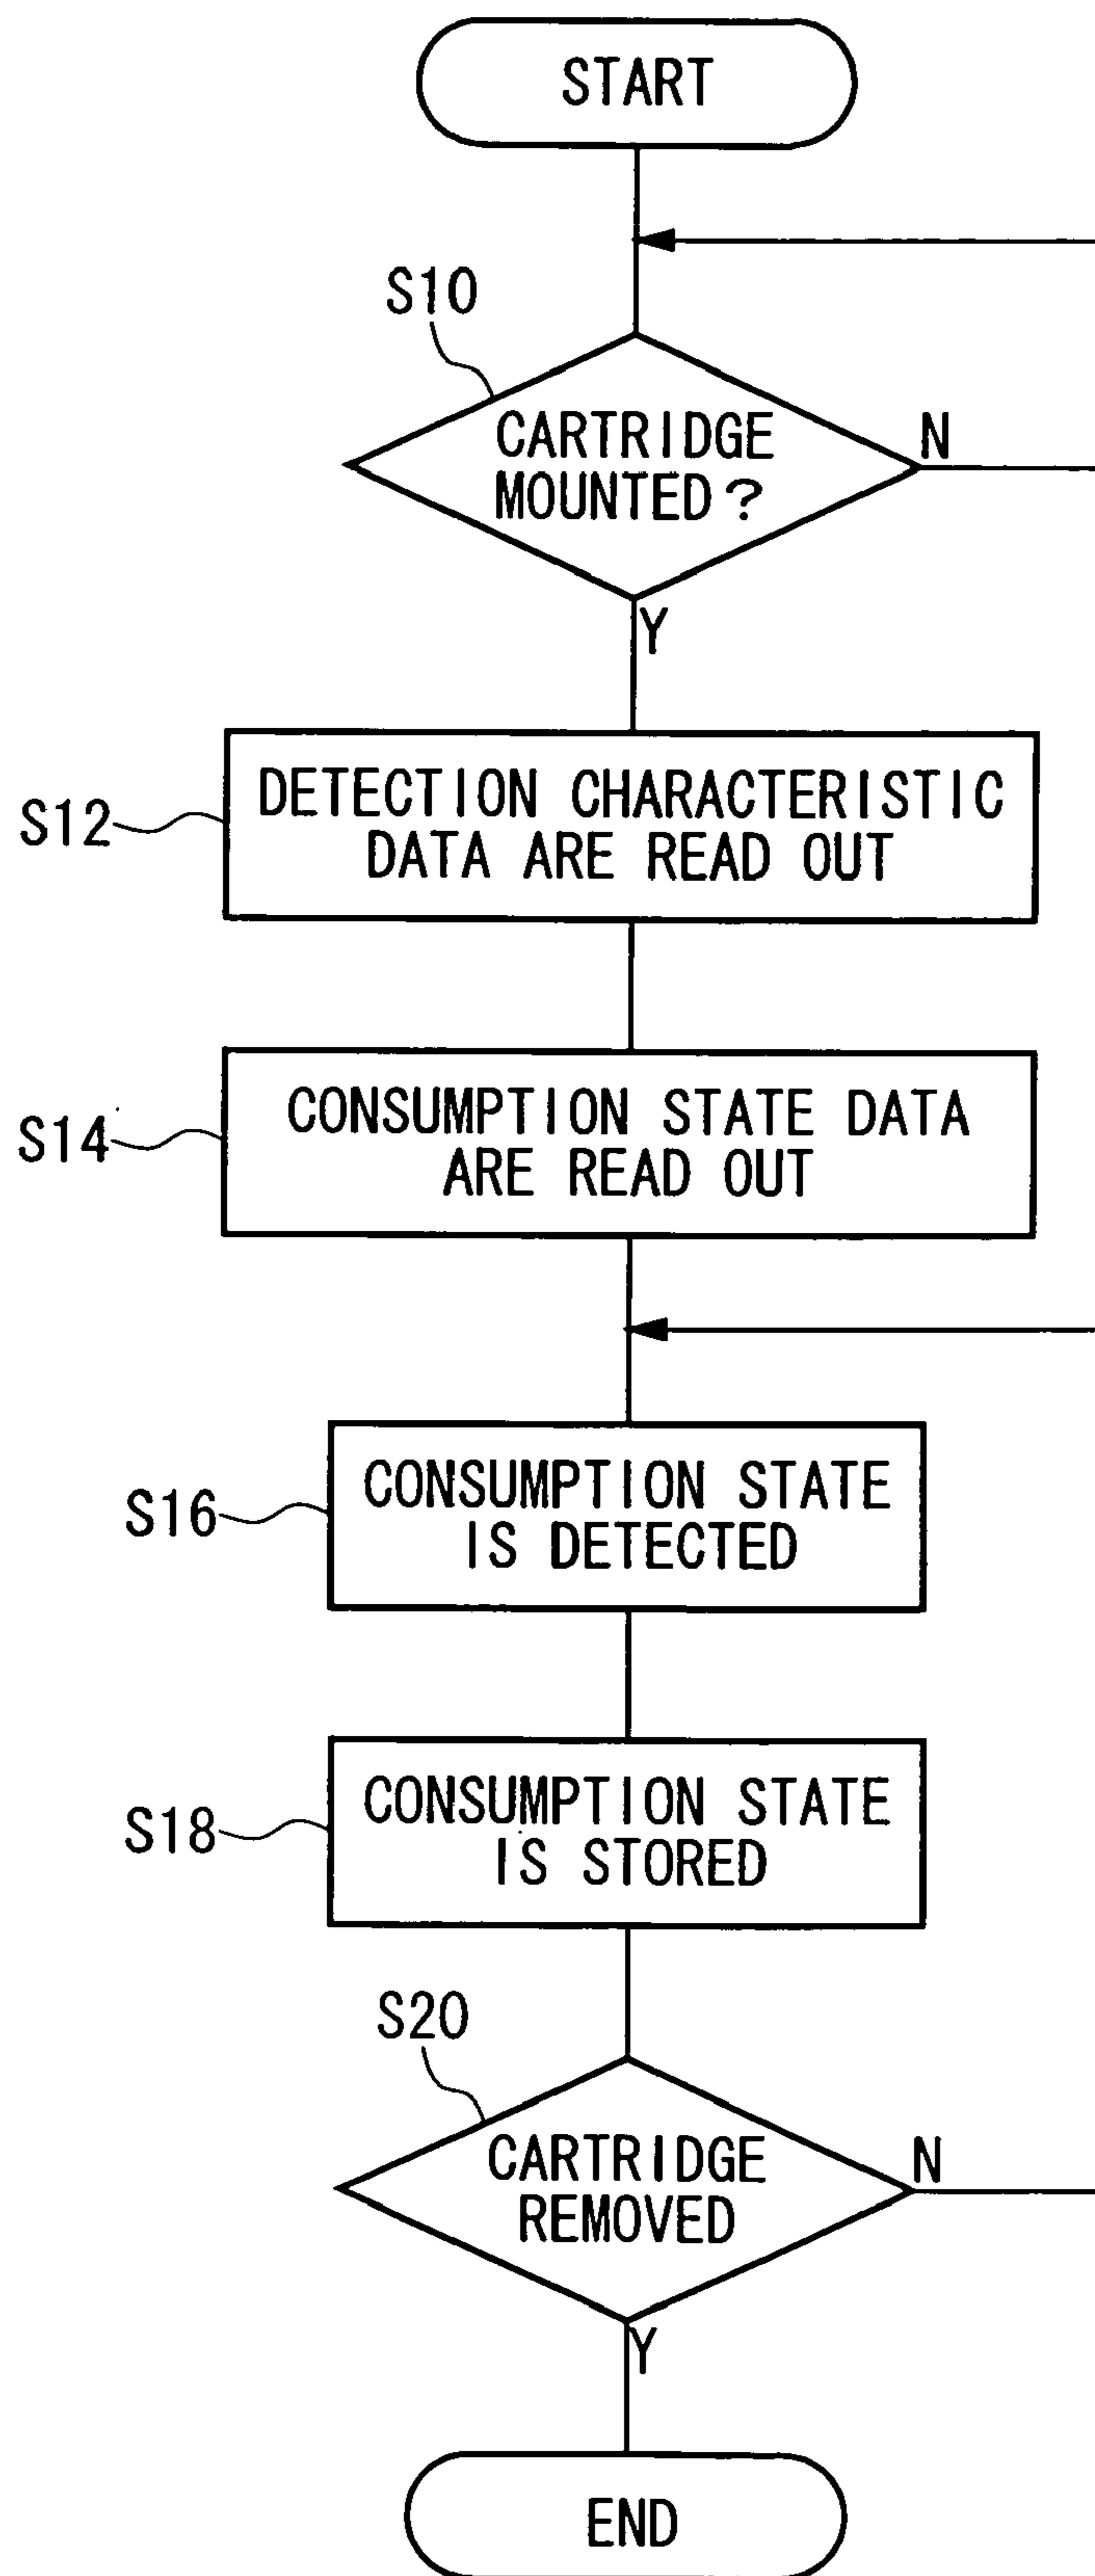 START
S10
CARTRIDGE
MOUNTED?
N
Y
S12
DETECTION CHARACTERISTIC
DATA ARE READ OUT
S14
CONSUMPTION STATE DATA
ARE READ OUT
S16
CONSUMPTION STATE
IS DETECTED
S18
CONSUMPTION STATE
IS STORED
S20
CARTRIDGE
REMOVED
N
Y
END